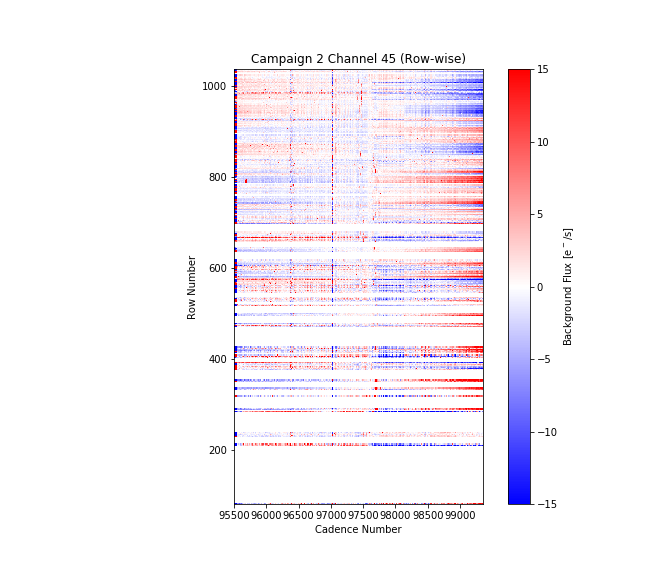 Campaign 2 Channel 45 (Row-wise)
1000
800
600
400
200
Row Number
95500 96000 96500 97000 97500 98000 98500 99000
Cadence Number
15
10
5
0
−5
−10
−15
Background Flux [e⁻/s]